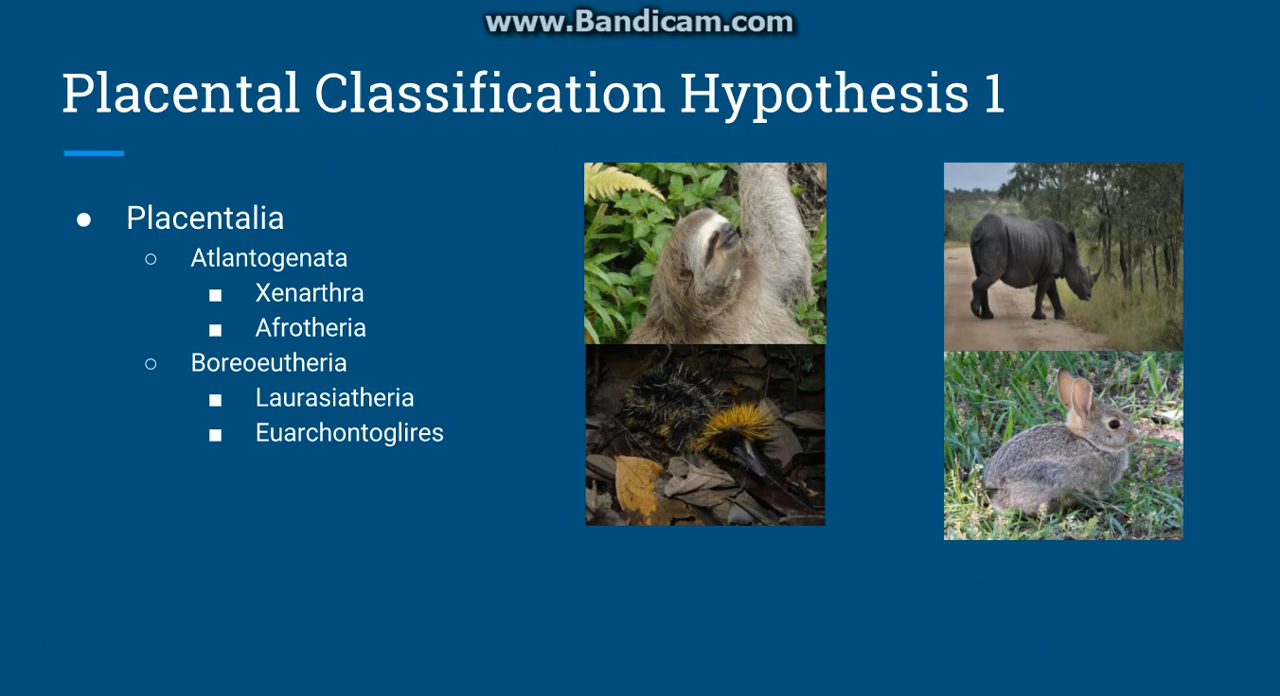 www.Bandicam.com
Placental Classification Hypothesis 1
● Placentalia
○ Atlantogenata
■ Xenarthra
■ Afrotheria
○ Boreoeutheria
■ Laurasiatheria
■ Euarchontoglires